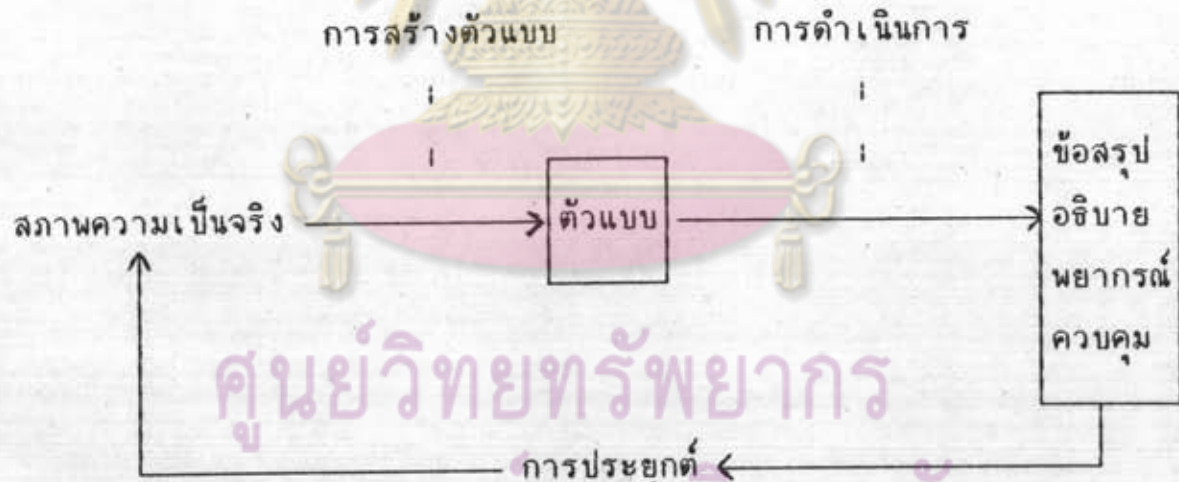 การสร้างตัวแบบ การดำเนินการ
ข้อสรุป
สภาพความเป็นจริง ตัวแบบ อธิบาย
พยากรณ์
ควบคุม
ศูนย์วิทยทรัพยากร
การประยุกต์